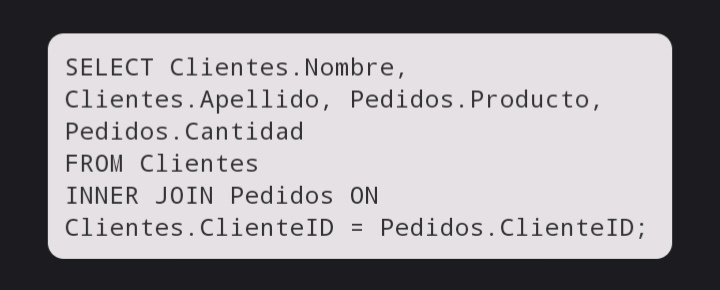 SELECT Clientes.Nombre,
Clientes.Apellido, Pedidos.Producto,
Pedidos.Cantidad
FROM Clientes
INNER JOIN Pedidos ON
Clientes.ClienteID = Pedidos.ClienteID;